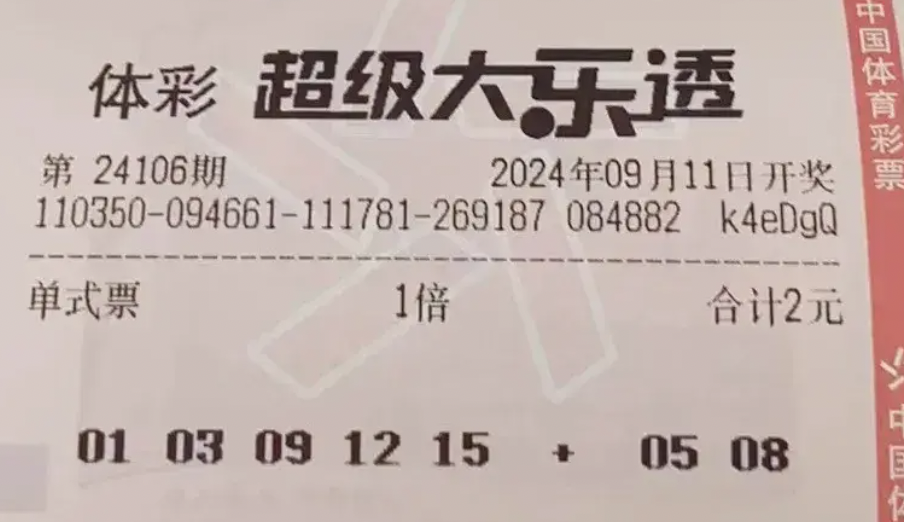 体彩 超级大乐透
第 24106期 2024年09月11日开奖
110350-094661-111781-269187 084882 k4eDgQ
单式票 1倍 合计2元
01 03 09 12 15 + 05 08
中国体育彩票
中国体